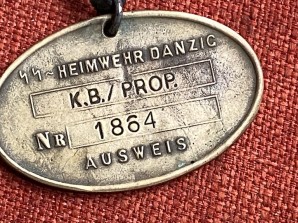 ᛋᛋ~HEIMWEHR DANZIG
K.B./PROP.
NR 1864
AUSWEIS